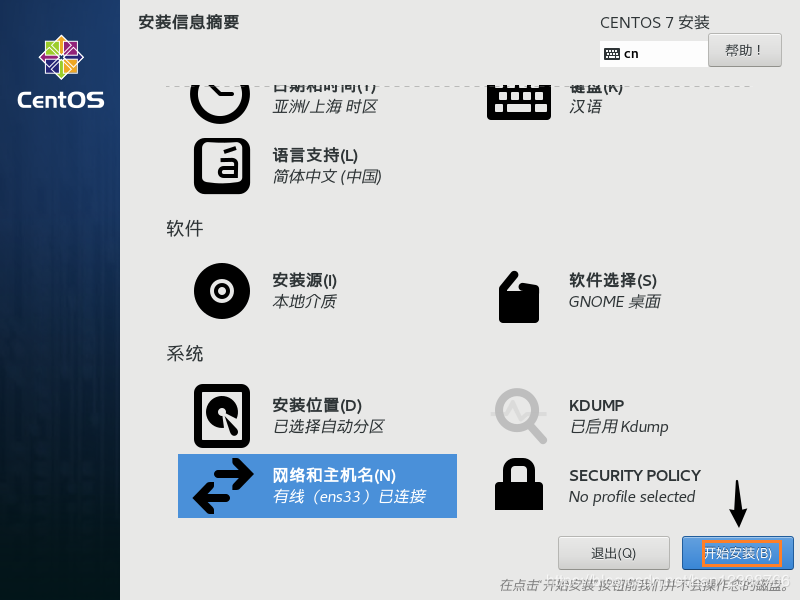 安装信息摘要
CENTOS 7 安装
cn
帮助！
CentOS
日期和时间(T)
亚洲/上海 时区
键盘(K)
汉语
语言支持(L)
简体中文 (中国)
软件
安装源(I)
本地介质
软件选择(S)
GNOME 桌面
系统
安装位置(D)
已选择自动分区
KDUMP
已启用 Kdump
网络和主机名(N)
有线（ens33）已连接
SECURITY POLICY
No profile selected
退出(Q)
开始安装(B)
在点击"开始安装"按钮前我们并不会操作您的磁盘。